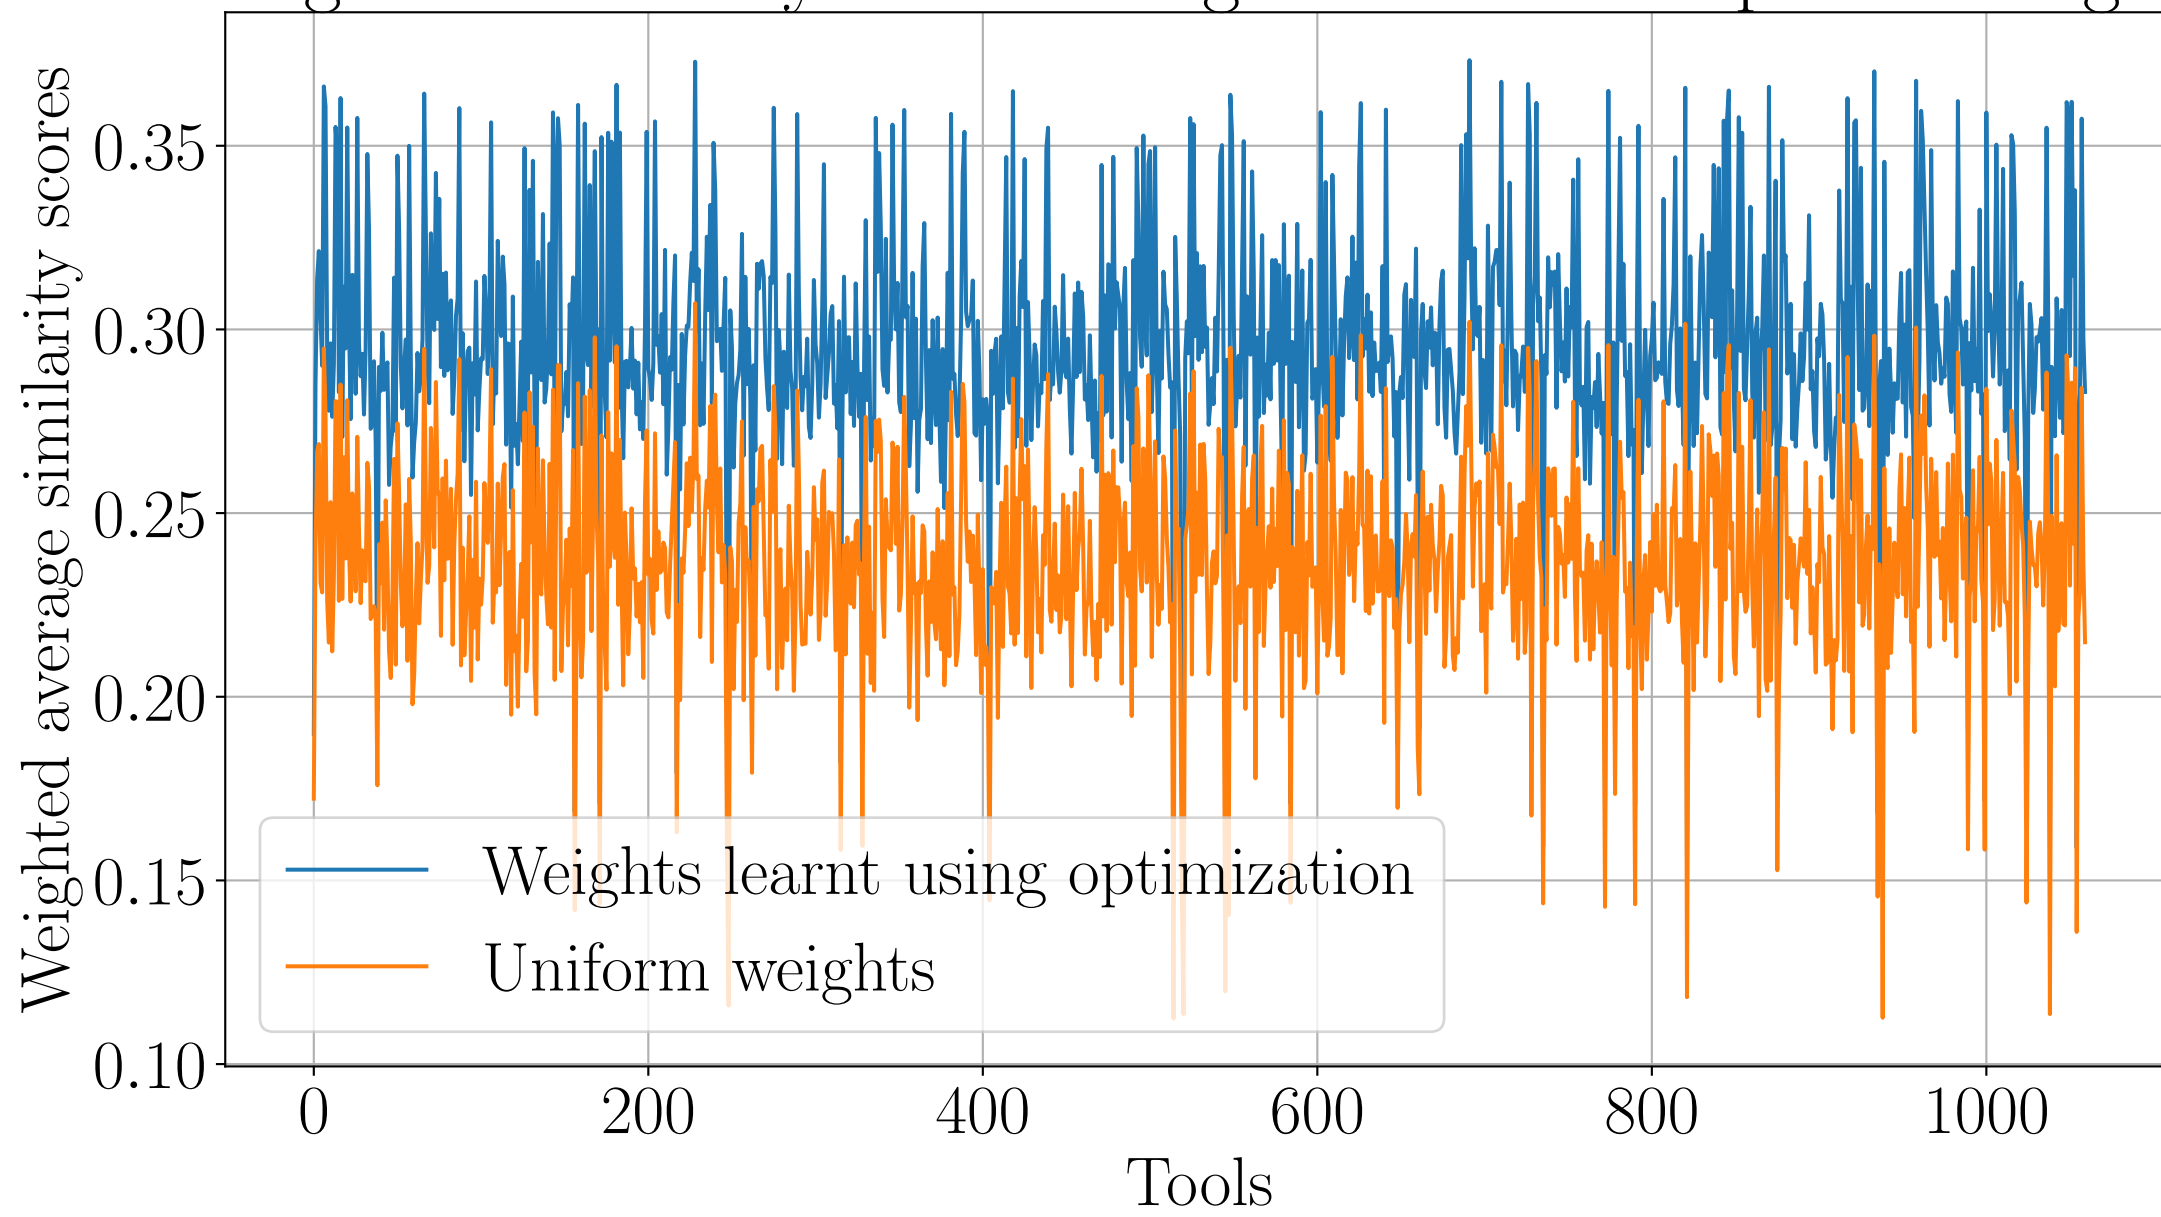 Weighted average similarity scores
0.35
0.30
0.25
0.20
0.15
0.10
Weights learnt using optimization
Uniform weights
0 200 400 600 800 1000
Tools